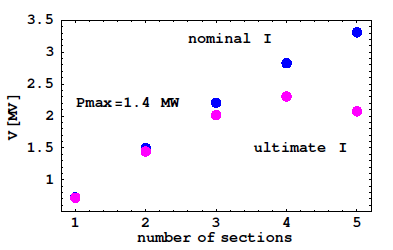 3.5
nominal I
3
2.5
Pmax=1.4 MW
2
V[MV]
1.5
ultimate I
1
1 2 3 4 5
number of sections